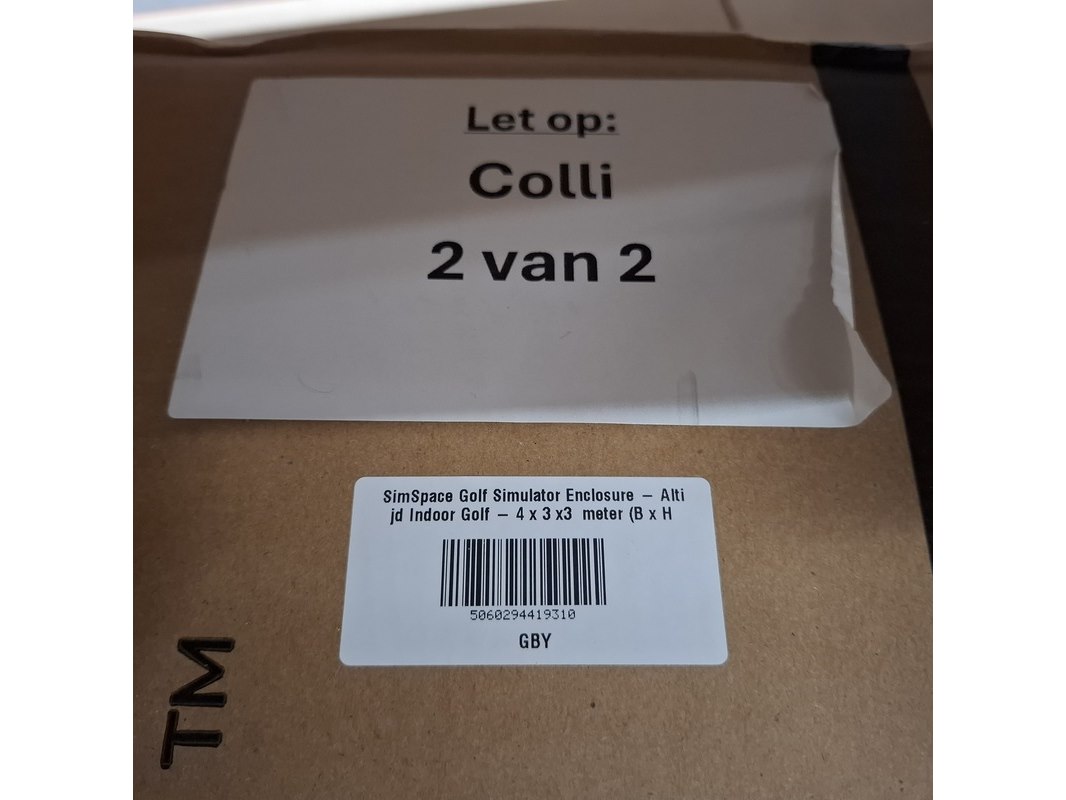 Let op:
Colli
2 van 2
SimSpace Golf Simulator Enclosure – Alti
jd Indoor Golf – 4 x 3 x3 meter (B x H
5060294419310
GBY
TM